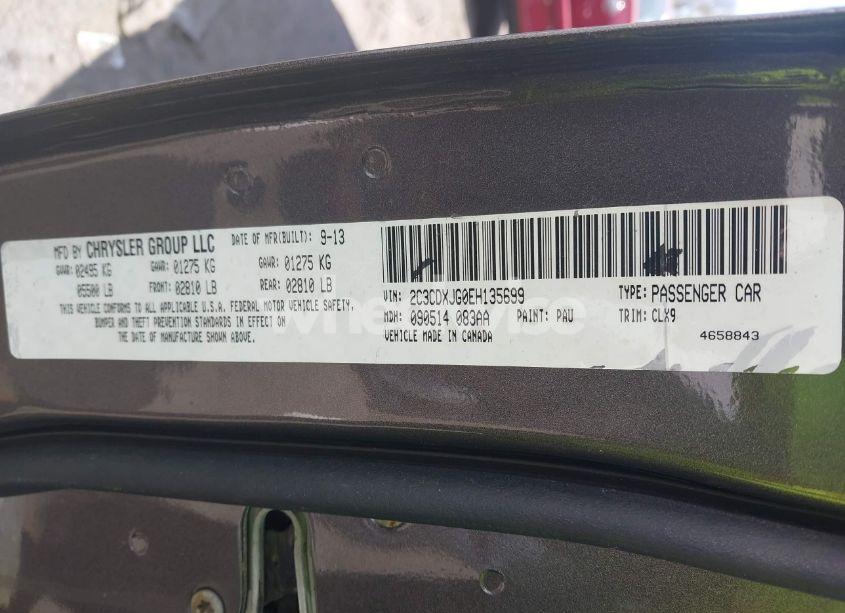 MFD BY CHRYSLER GROUP LLC DATE OF MFR(BUILT): 9-13
GAWR: 02495 KG GAWR: 01275 KG GAWR: 01275 KG
05500 LB FRONT: 02810 LB REAR: 02810 LB
THIS VEHICLE CONFORMS TO ALL APPLICABLE U.S.A. FEDERAL MOTOR VEHICLE SAFETY,
BUMPER AND THEFT PREVENTION STANDARDS IN EFFECT ON
THE DATE OF MANUFACTURE SHOWN ABOVE.
VIN: 2C3CDXJG0EH135699 TYPE: PASSENGER CAR
MDH: 090514 083AA PAINT: PAU TRIM: CLX9
VEHICLE MADE IN CANADA 4658843